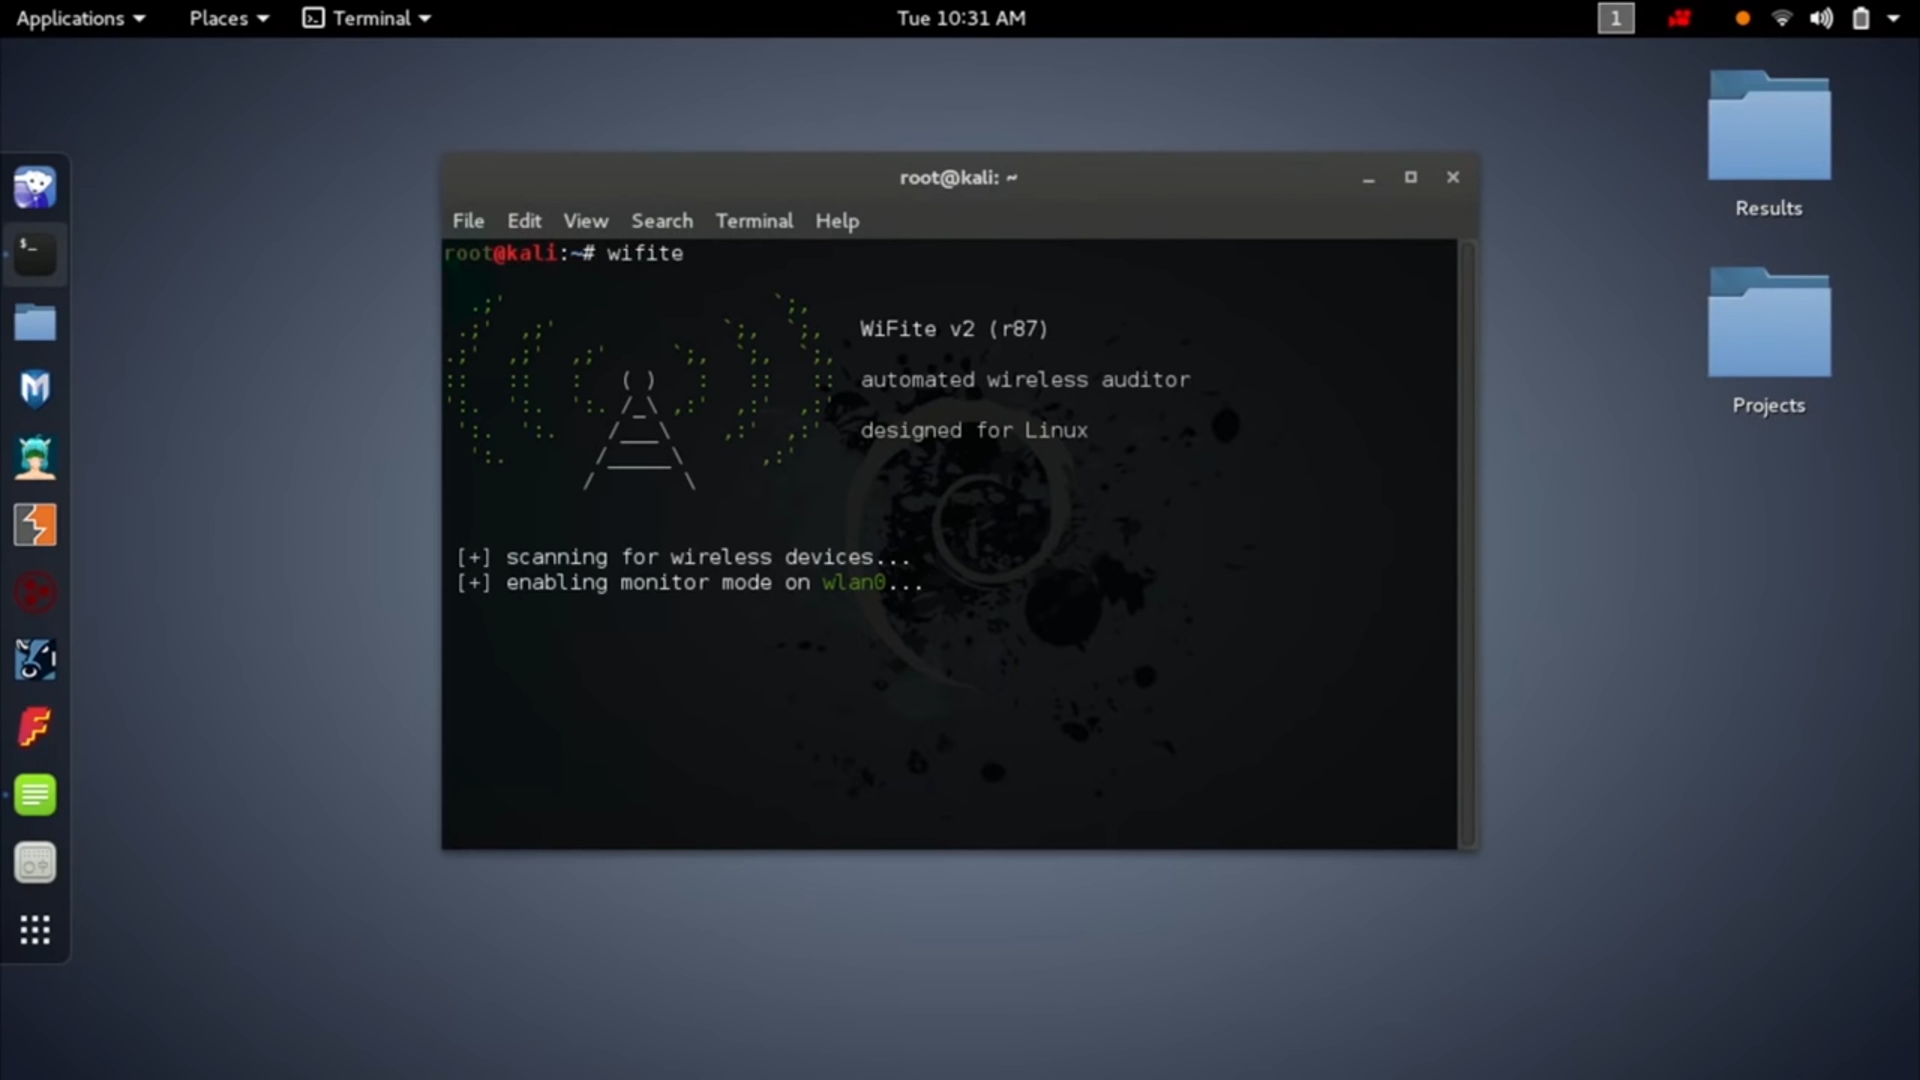 Applications Places Terminal Tue 10:31 AM 1
root@kali: ~
File Edit View Search Terminal Help
root@kali:~# wifite
WiFite v2 (r87)
automated wireless auditor
designed for Linux
[+] scanning for wireless devices...
[+] enabling monitor mode on wlan0...
Results
Projects